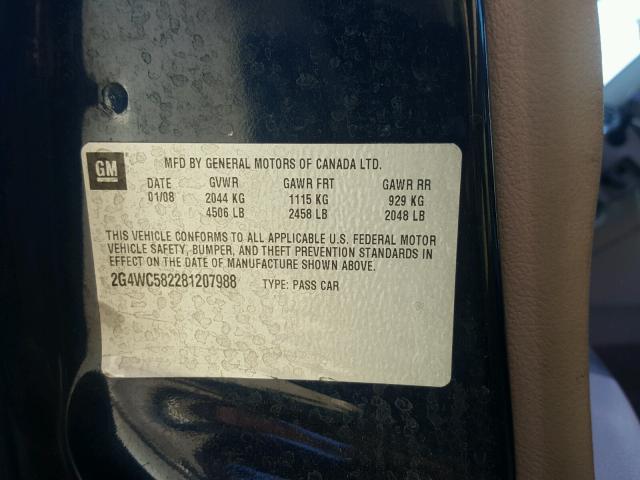 GM
MFD BY GENERAL MOTORS OF CANADA LTD.
DATE GVWR GAWR FRT GAWR RR
01/08 2044 KG 1115 KG 929 KG
4506 LB 2458 LB 2048 LB
THIS VEHICLE CONFORMS TO ALL APPLICABLE U.S. FEDERAL MOTOR
VEHICLE SAFETY, BUMPER, AND THEFT PREVENTION STANDARDS IN
EFFECT ON THE DATE OF MANUFACTURE SHOWN ABOVE.
2G4WC582281207988 TYPE: PASS CAR